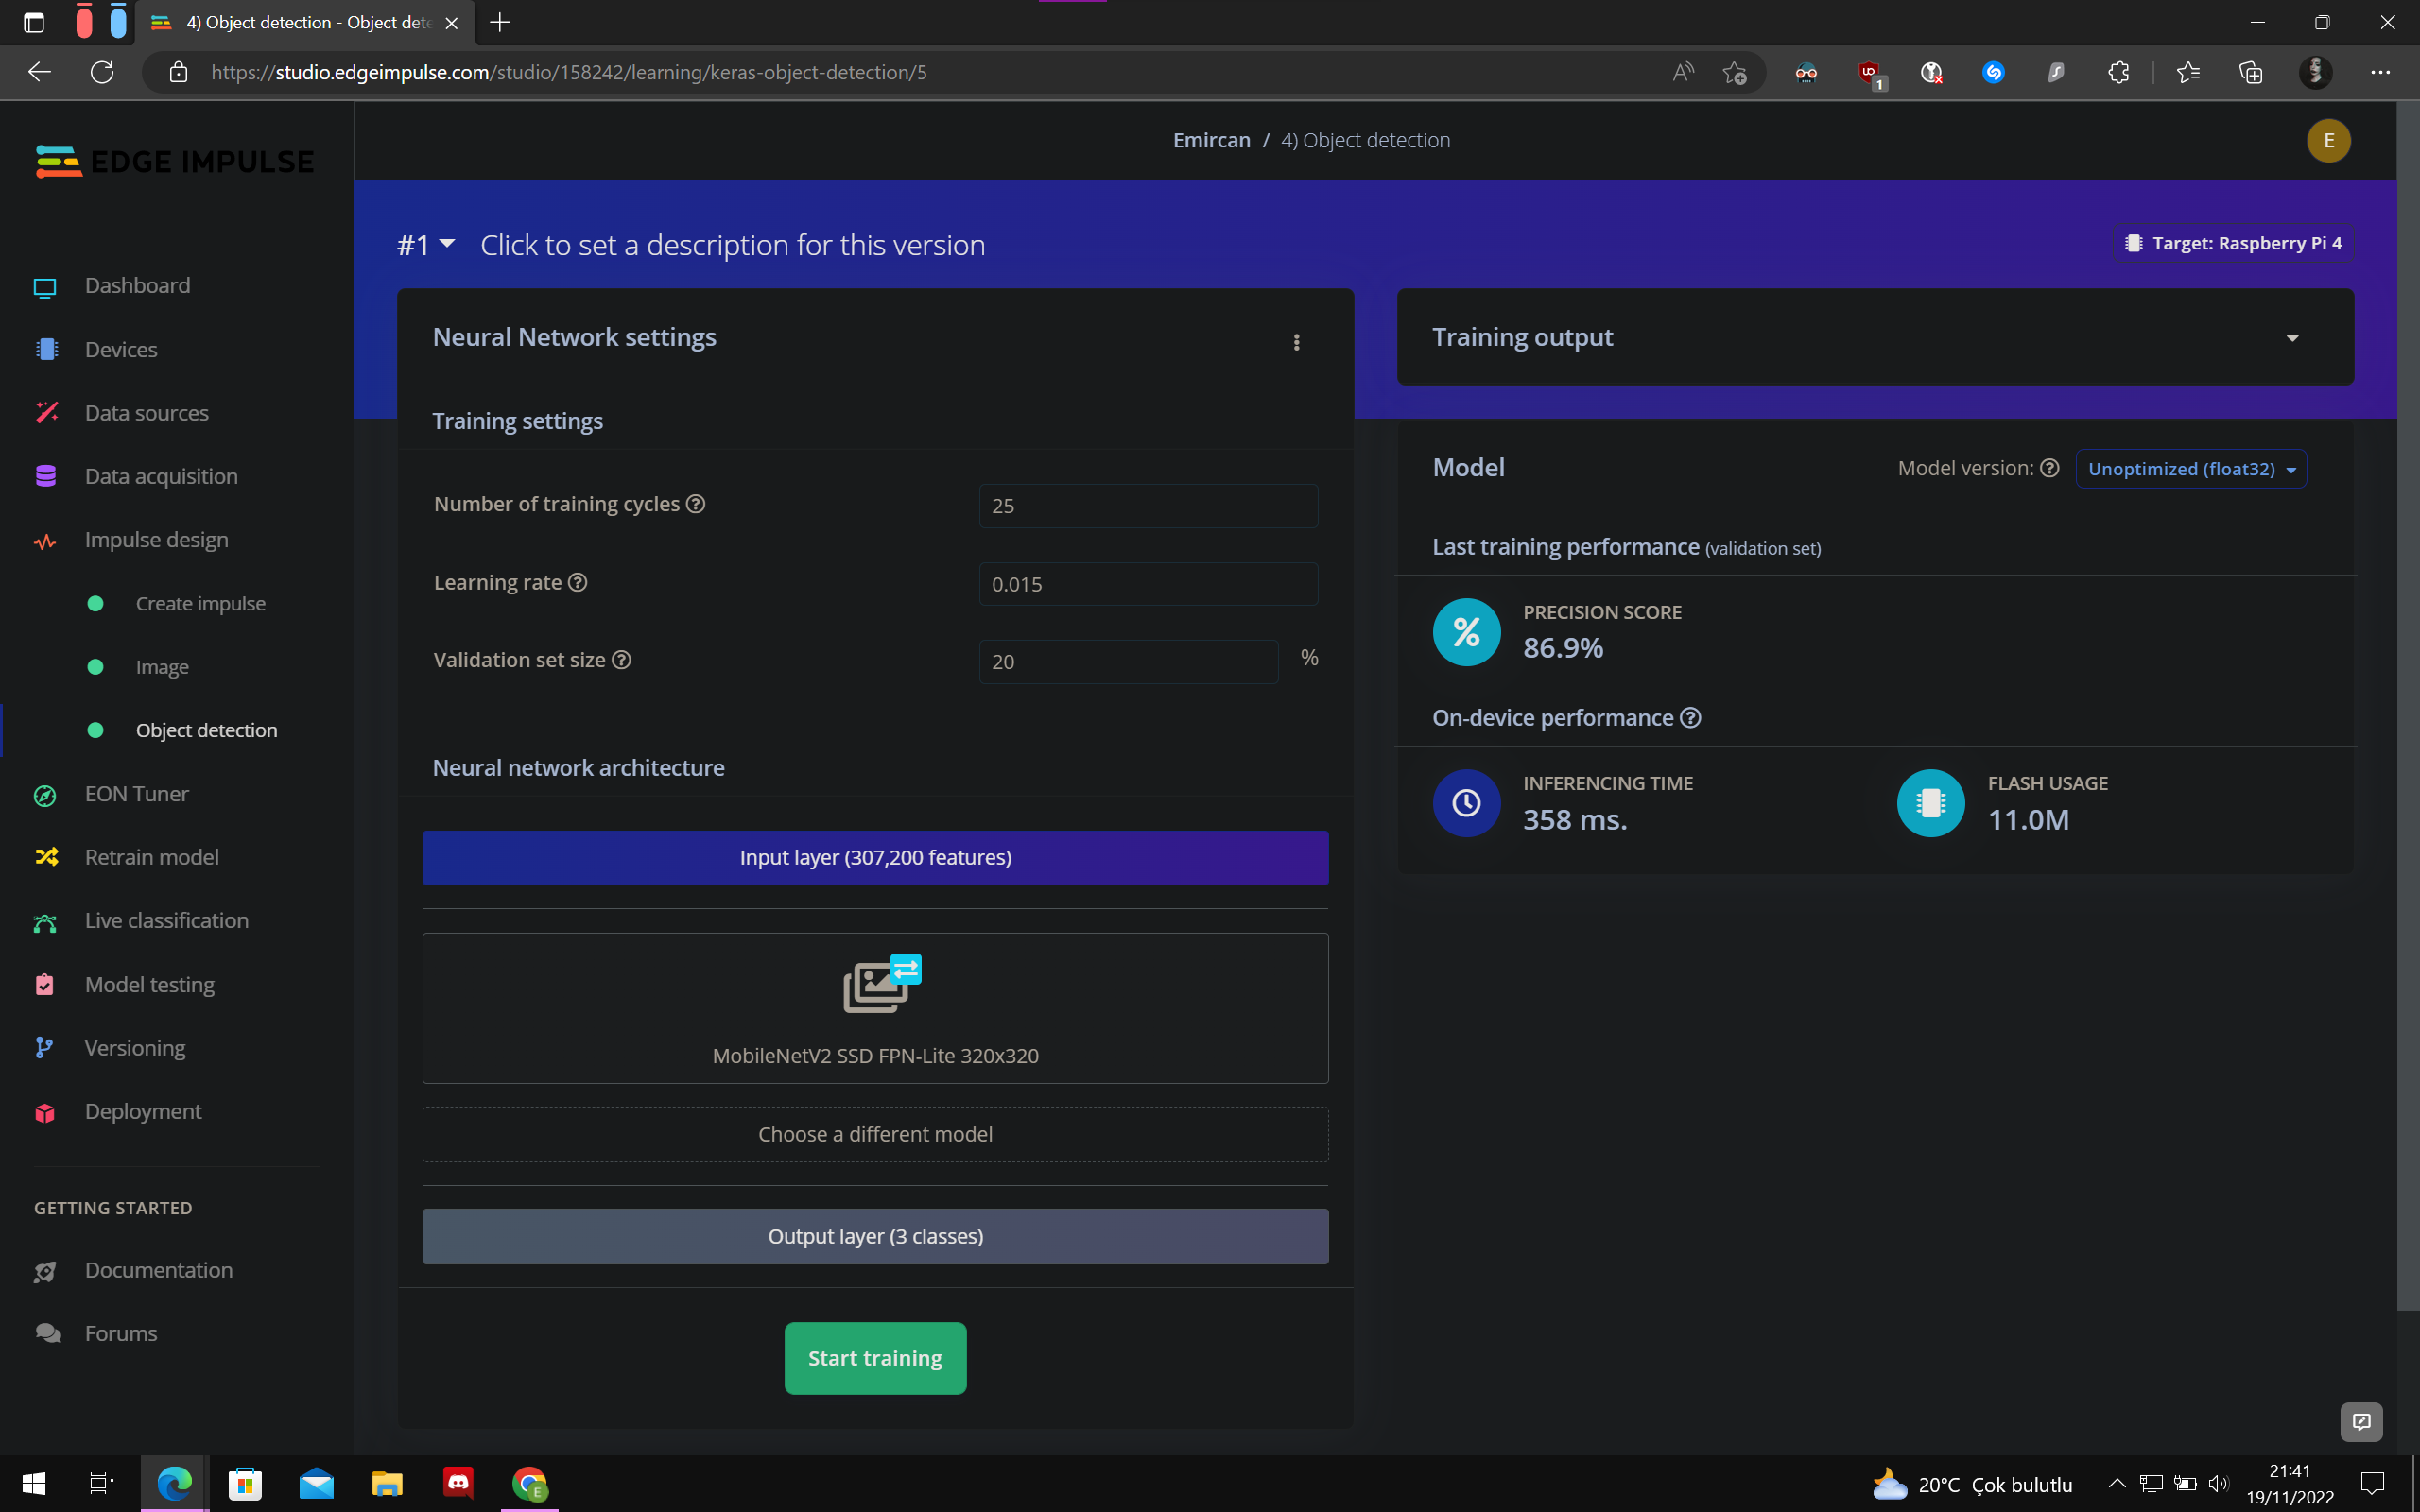 4) Object detection - Object dete
https://studio.edgeimpulse.com/studio/158242/learning/keras-object-detection/5
1
EDGE IMPULSE
Emircan / 4) Object detection
E
Dashboard
Devices
Data sources
Data acquisition
Impulse design
Create impulse
Image
Object detection
EON Tuner
Retrain model
Live classification
Model testing
Versioning
Deployment
GETTING STARTED
Documentation
Forums
#1 Click to set a description for this version
Target: Raspberry Pi 4
Neural Network settings
Training settings
Number of training cycles 25
Learning rate 0.015
Validation set size 20 %
Neural network architecture
Input layer (307,200 features)
MobileNetV2 SSD FPN-Lite 320x320
Choose a different model
Output layer (3 classes)
Start training
Training output
Model
Model version: Unoptimized (float32)
Last training performance (validation set)
%
PRECISION SCORE
86.9%
On-device performance
INFERENCING TIME
358 ms.
FLASH USAGE
11.0M
E
20°C Çok bulutlu
21:41
19/11/2022